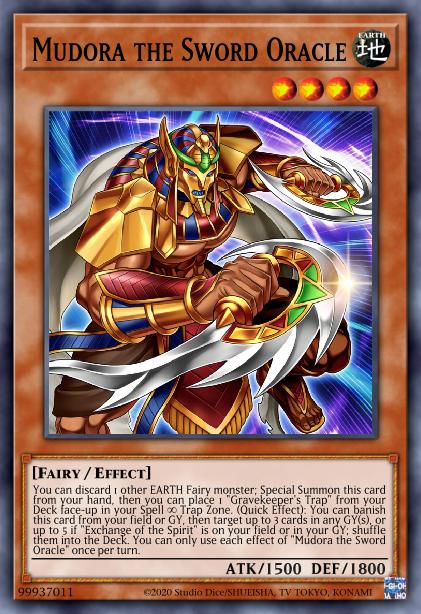 MUDORA THE SWORD ORACLE
EARTH
地
[FAIRY / EFFECT]
You can discard 1 other EARTH Fairy monster; Special Summon this card
from your hand, then you can place 1 "Gravekeeper's Trap" from your
Deck face-up in your Spell ∞ Trap Zone. (Quick Effect): You can banish
this card from your field or GY, then target up to 3 cards in any GY(s), or
up to 5 if "Exchange of the Spirit" is on your field or in your GY; shuffle
them into the Deck. You can only use each effect of "Mudora the Sword
Oracle" once per turn.
ATK/1500 DEF/1800
99937011
©2020 Studio Dice/SHUEISHA, TV TOKYO, KONAMI